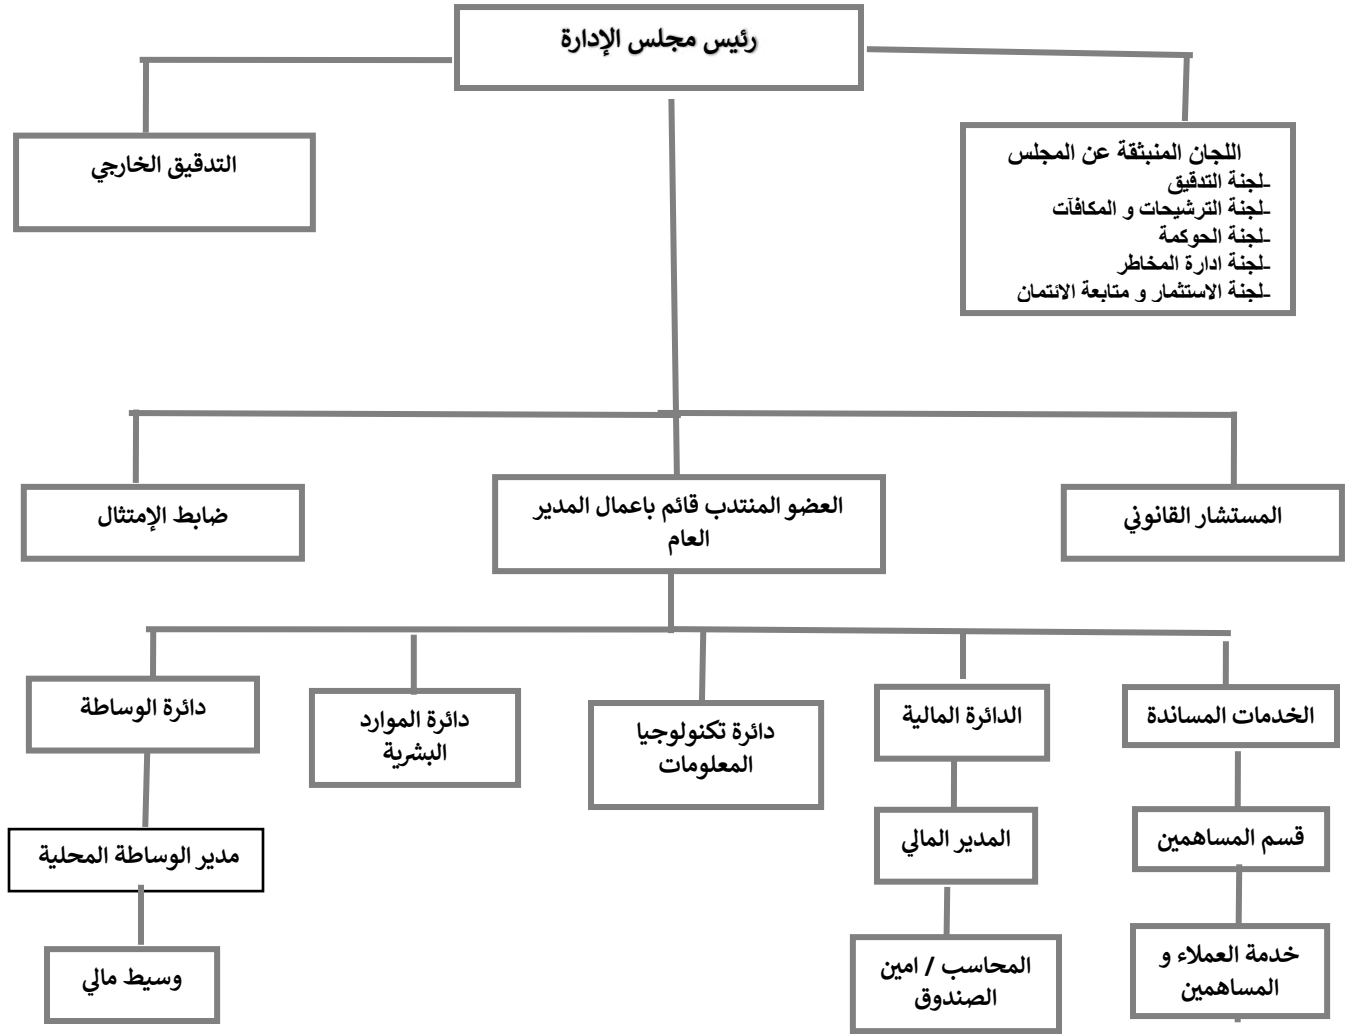 رئيس مجلس الإدارة
اللجان المنبثقة عن المجلس
-لجنة التدقيق
-لجنة الترشيحات و المكافآت
-لجنة الحوكمة
-لجنة ادارة المخاطر
-لجنة الاستثمار و متابعة الائتمان
التدقيق الخارجي
المستشار القانوني
العضو المنتدب قائم باعمال المدير
العام
ضابط الإمتثال
الخدمات المساندة
الدائرة المالية
دائرة تكنولوجيا
المعلومات
دائرة الموارد
البشرية
دائرة الوساطة
قسم المساهمين
المدير المالي
مدير الوساطة المحلية
خدمة العملاء و
المساهمين
المحاسب / امين
الصندوق
وسيط مالي